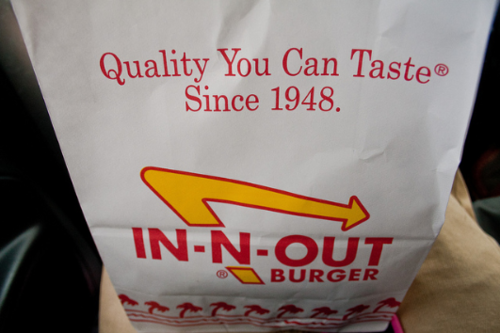 Quality You Can Taste®
Since 1948.
IN-N-OUT
® BURGER